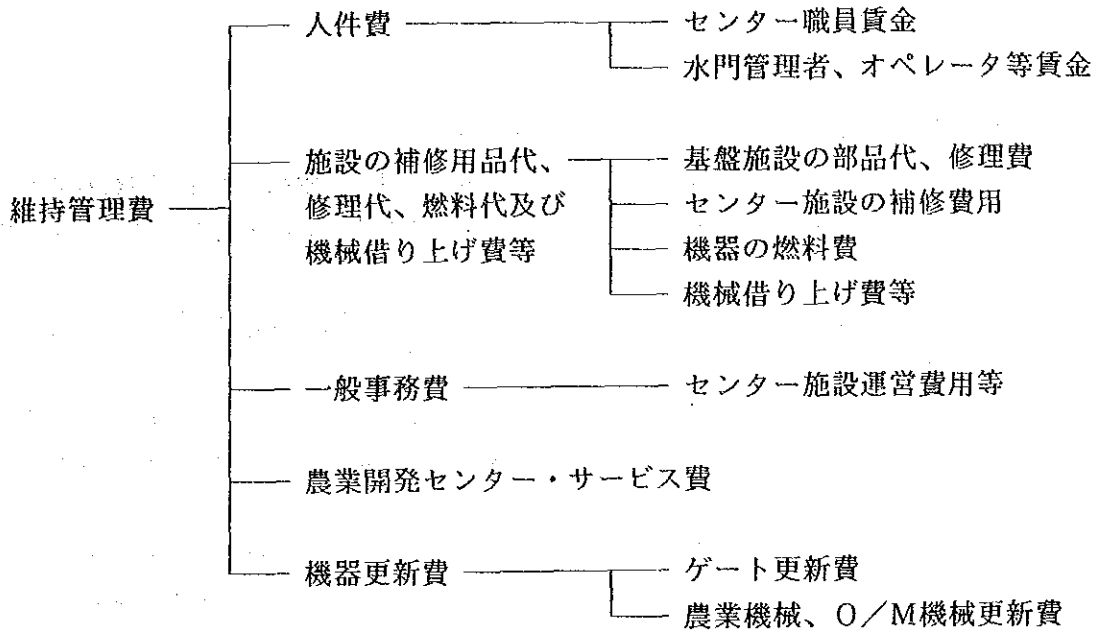 人件費
センター職員賃金
水門管理者、オペレータ等賃金
維持管理費
施設の補修用品代、
修理代、燃料代及び
機械借り上げ費等
基盤施設の部品代、修理費
センター施設の補修費用
機器の燃料費
機械借り上げ費等
一般事務費
センター施設運営費用等
農業開発センター・サービス費
機器更新費
ゲート更新費
農業機械、O/M機械更新費